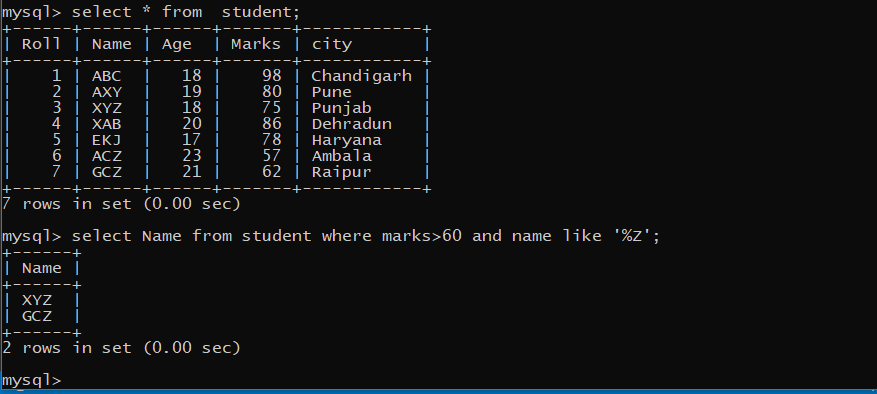 mysql> select * from  student;
+------+------+------+-------+------------+
| Roll | Name | Age  | Marks | city       |
+------+------+------+-------+------------+
|    1 | ABC  |   18 |    98 | Chandigarh |
|    2 | AXY  |   19 |    80 | Pune       |
|    3 | XYZ  |   18 |    75 | Punjab     |
|    4 | XAB  |   20 |    86 | Dehradun   |
|    5 | EKJ  |   17 |    78 | Haryana    |
|    6 | ACZ  |   23 |    57 | Ambala     |
|    7 | GCZ  |   21 |    62 | Raipur     |
+------+------+------+-------+------------+
7 rows in set (0.00 sec)
mysql> select Name from student where marks>60 and name like '%Z';
+------+
| Name |
+------+
| XYZ  |
| GCZ  |
+------+
2 rows in set (0.00 sec)
mysql>